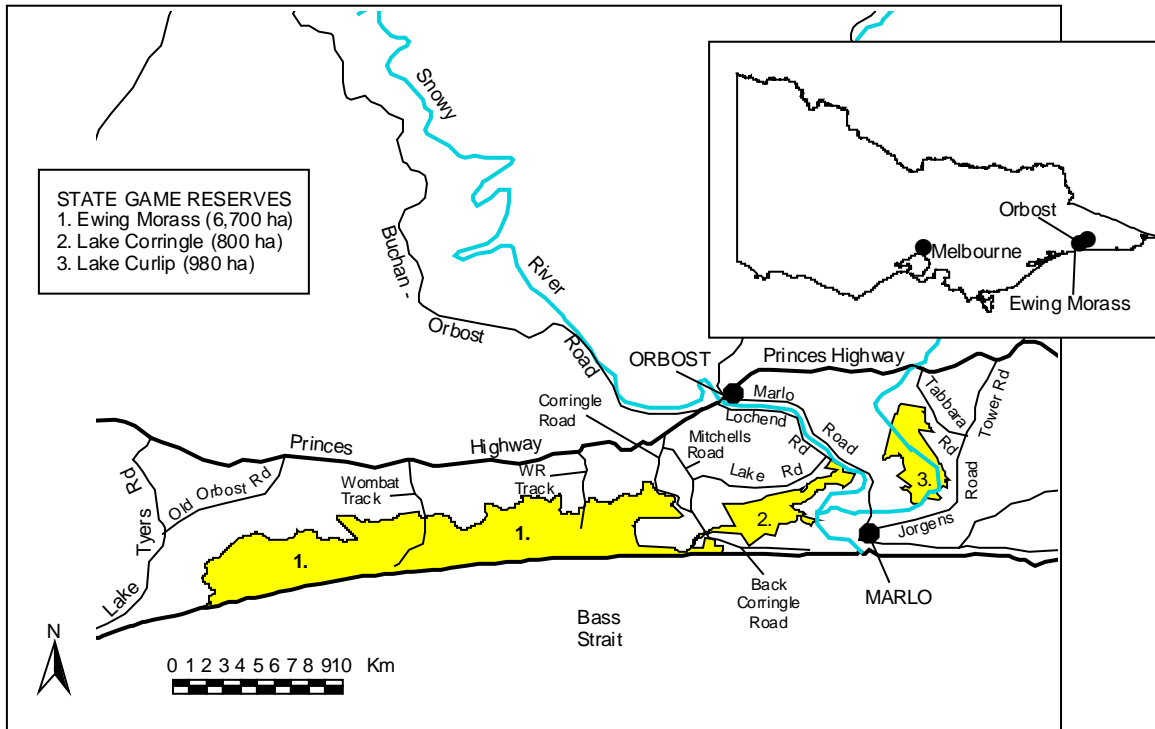 Snowy
River
STATE GAME RESERVES
1. Ewing Morass (6,700 ha)
2. Lake Corringle (800 ha)
3. Lake Curlip (980 ha)
Orbost
Melbourne
Ewing Morass
Buchan -
Orbost
Road
ORBOST
Princes Highway
Marlo
Road
Lochend
Rd
Tabbara
Rd
Tower Rd
Corringle
Road
Mitchells
Road
Princes
Highway
WR
Track
Wombat
Track
Lake Rd
Old Orbost Rd
Lake Tyers Rd
1.
1.
2.
3.
Jorgens
Road
Back
Corringle
Road
MARLO
Bass
Strait
N
0 1 2 3 4 5 6 7 8 910 Km